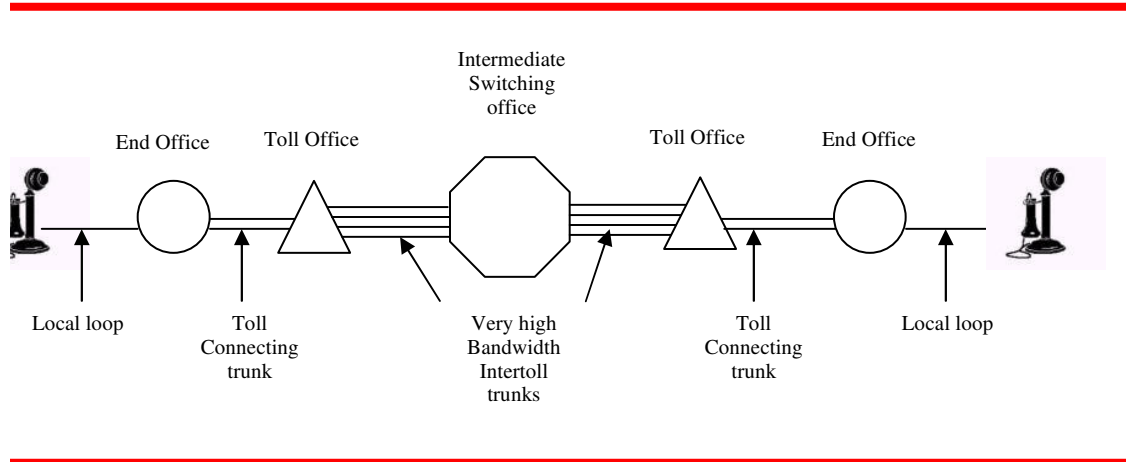 Intermediate
Switching
office
End Office
Toll Office
Toll Office
End Office
Local loop
Toll
Connecting
trunk
Very high
Bandwidth
Intertoll
trunks
Toll
Connecting
trunk
Local loop